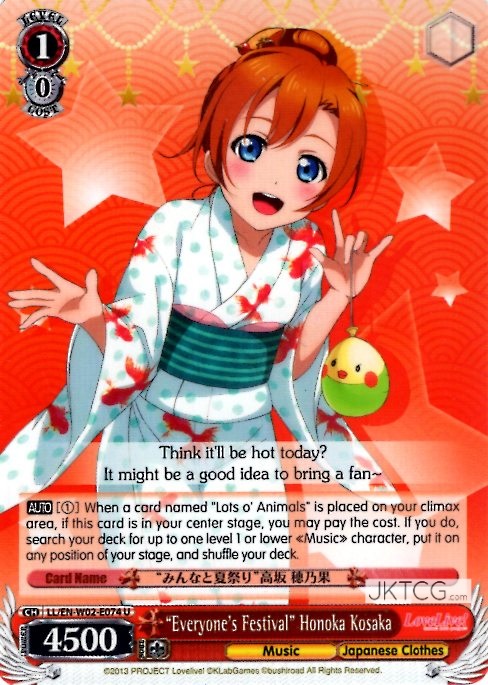 LEVEL
1
0
COST
Think it'll be hot today?
It might be a good idea to bring a fan~
AUTO [①] When a card named "Lots o' Animals" is placed on your climax
area, if this card is in your center stage, you may pay the cost. If you do,
search your deck for up to one level 1 or lower ≪Music≫ character, put it
on any position of your stage, and shuffle your deck.
Card Name
"みんなと夏祭り"高坂 穂乃果
JKTCG.com
CH LL/EN-W02-E074 U
"Everyone's Festival" Honoka Kosaka
LoveLive!
POWER
4500
SOUL
Music
Japanese Clothes
©2013 PROJECT Lovelive! ©KLabGames ©bushiroad All Rights Reserved.